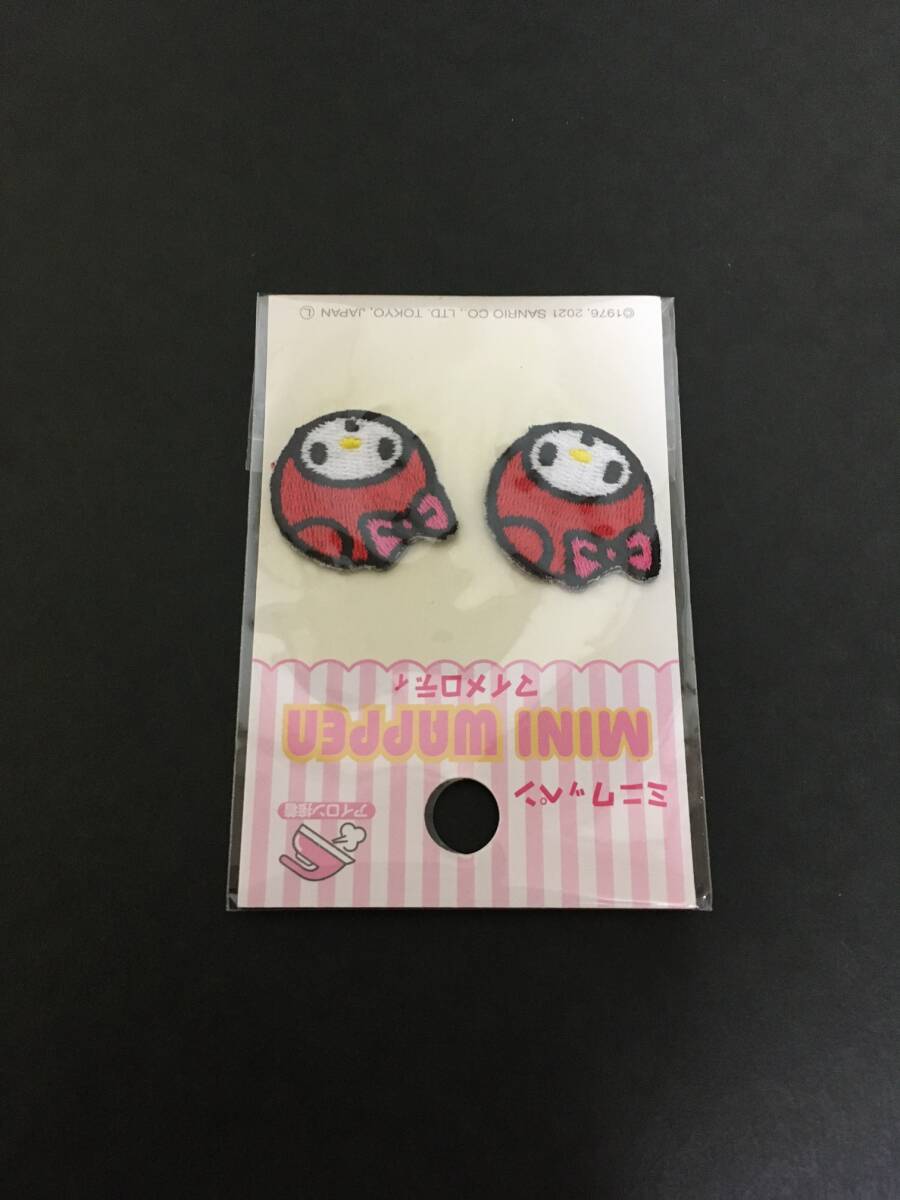 アイロン接着
ミニワッペン
MINI WAPPEN
マイメロディ
©1976, 2021 SANRIO CO., LTD. TOKYO, JAPAN Ⓛ